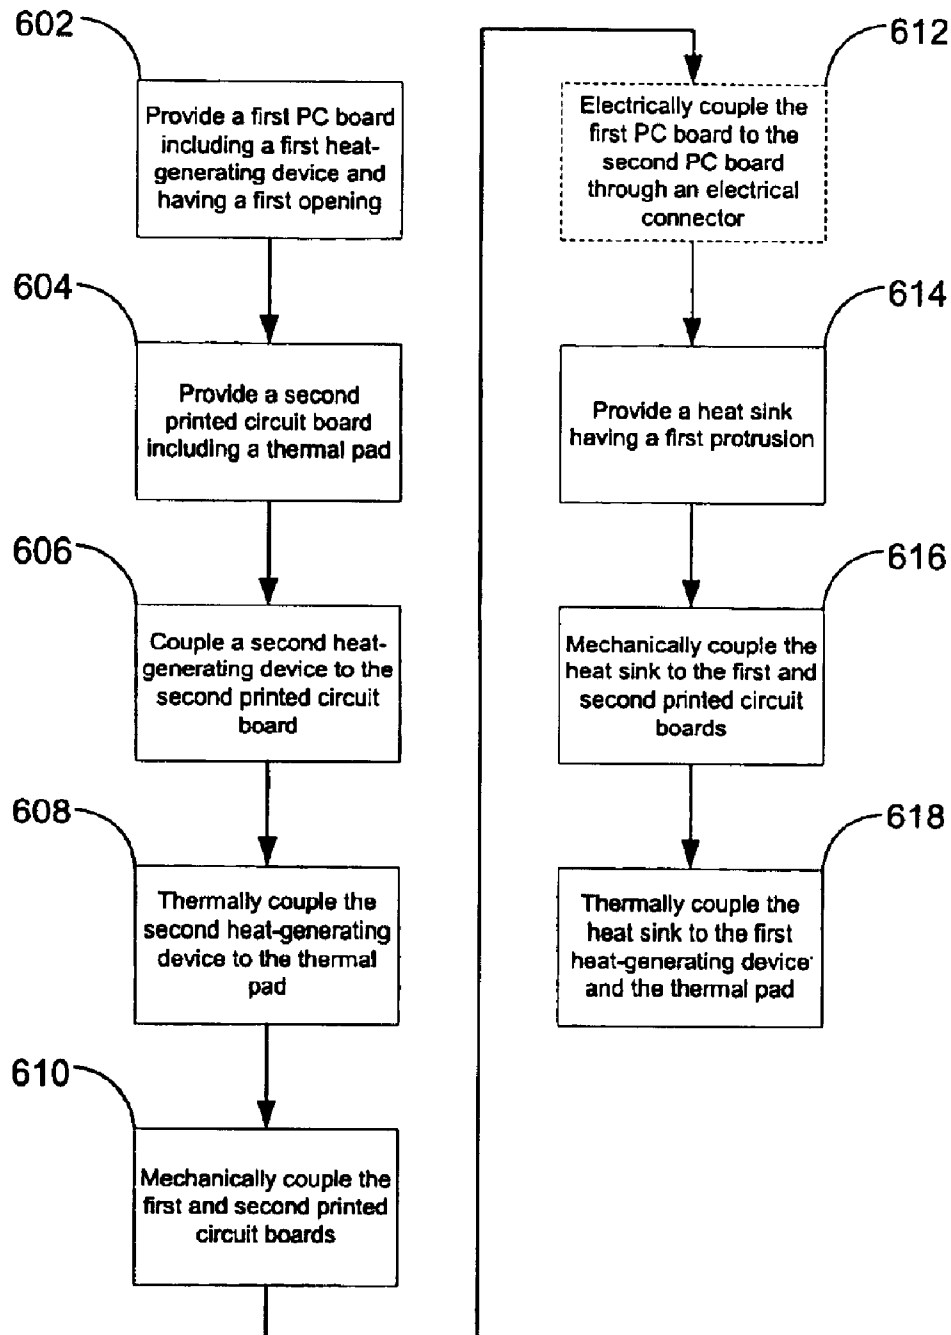 602
Provide a first PC board
including a first heat-
generating device and
having a first opening
604
Provide a second
printed circuit board
including a thermal pad
606
Couple a second heat-
generating device to the
second printed circuit
board
608
Thermally couple the
second heat-generating
device to the thermal
pad
610
Mechanically couple the
first and second printed
circuit boards
612
Electrically couple the
first PC board to the
second PC board
through an electrical
connector
614
Provide a heat sink
having a first protrusion
616
Mechanically couple the
heat sink to the first and
second printed circuit
boards
618
Thermally couple the
heat sink to the first
heat-generating device
and the thermal pad